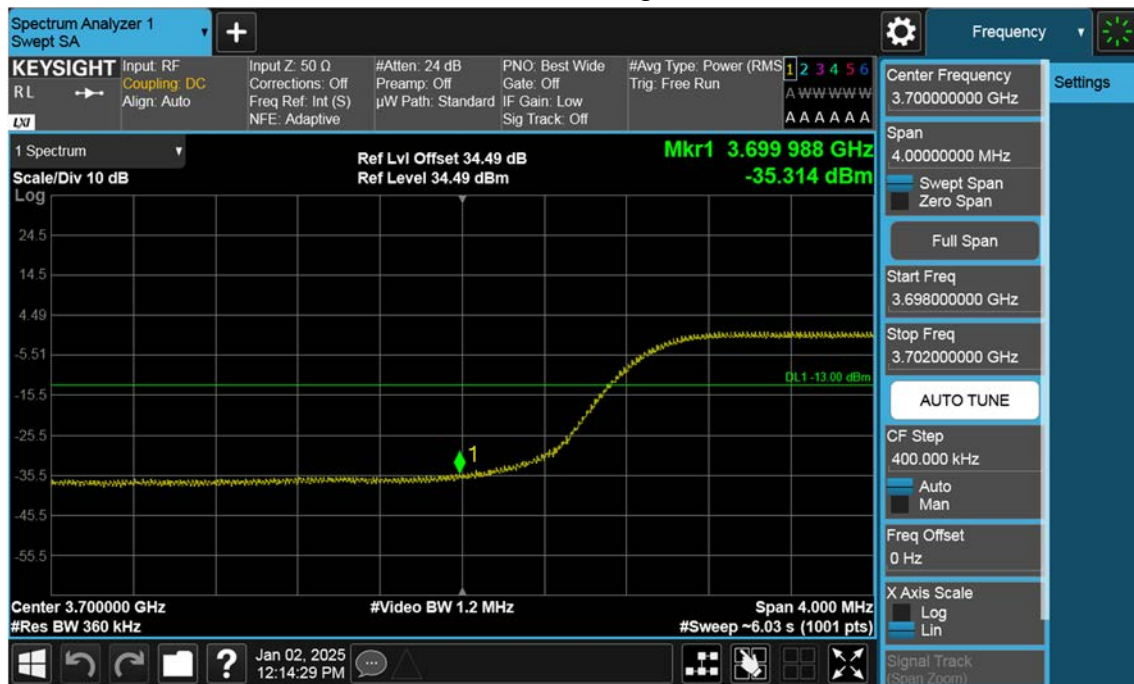 Spectrum Analyzer 1
Swept SA
+
Frequency
KEYSIGHT
RL
LXI
Input: RF
Coupling: DC
Align: Auto
Input Z: 50 Ω
Corrections: Off
Freq Ref: Int (S)
NFE: Adaptive
#Atten: 24 dB
Preamp: Off
µW Path: Standard
PNO: Best Wide
Gate: Off
IF Gain: Low
Sig Track: Off
#Avg Type: Power (RMS
Trig: Free Run
1 2 3 4 5 6
A W W W W W
A A A A A A
1 Spectrum
Scale/Div 10 dB
Ref Lvl Offset 34.49 dB
Ref Level 34.49 dBm
Mkr1 3.699 988 GHz
-35.314 dBm
Log
24.5
14.5
4.49
-5.51
-15.5
-25.5
-35.5
-45.5
-55.5
DL1 -13.00 dBm
1
Center 3.700000 GHz
#Res BW 360 kHz
#Video BW 1.2 MHz
Span 4.000 MHz
#Sweep ~6.03 s (1001 pts)
?
Jan 02, 2025
12:14:29 PM
Center Frequency
3.700000000 GHz
Span
4.00000000 MHz
Swept Span
Zero Span
Full Span
Start Freq
3.698000000 GHz
Stop Freq
3.702000000 GHz
AUTO TUNE
CF Step
400.000 kHz
Auto
Man
Freq Offset
0 Hz
X Axis Scale
Log
Lin
Signal Track
(Span Zoom)
Settings